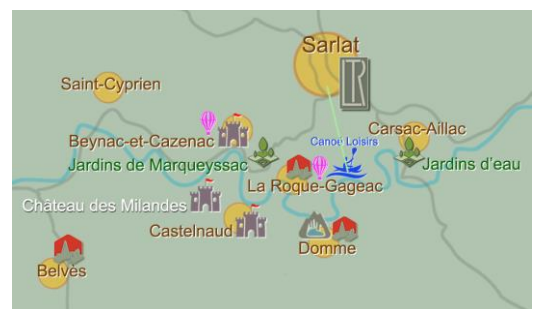 Sarlat
Saint-Cyprien
Beynac-et-Cazenac
Canoë Loisirs
Carsac-Aillac
Jardins de Marqueyssac
Jardins d'eau
La Roque-Gageac
Château des Milandes
Castelnaud
Domme
Belvès